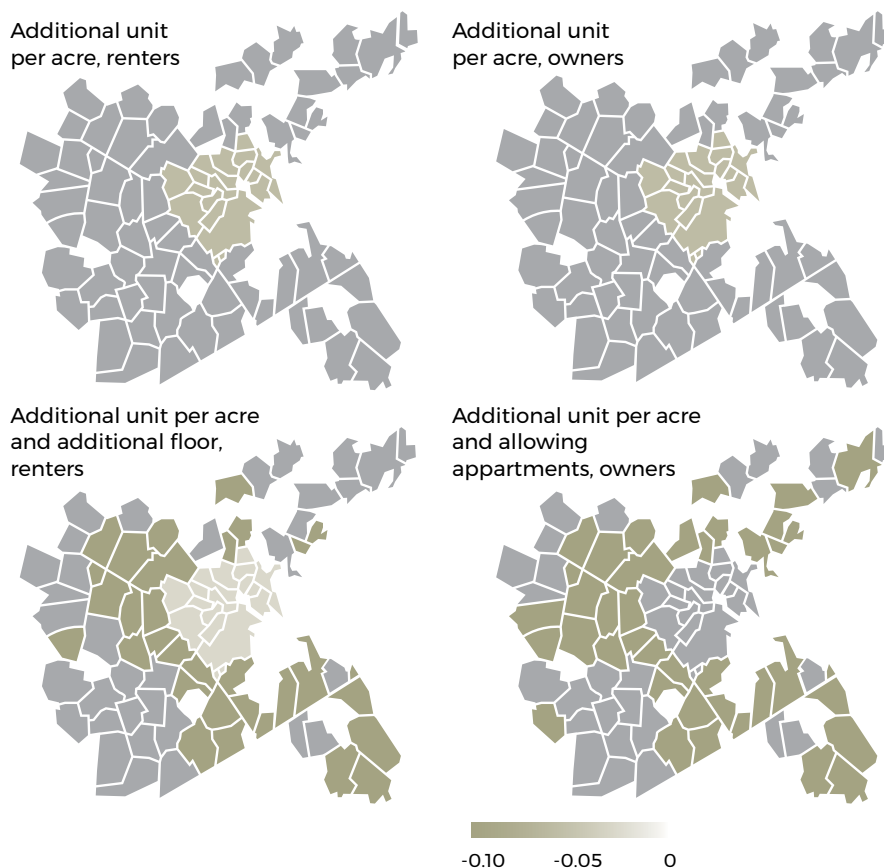 Additional unit
per acre, renters
Additional unit
per acre, owners
Additional unit per acre
and additional floor,
renters
Additional unit per acre
and allowing
appartments, owners
-0.10 -0.05 0